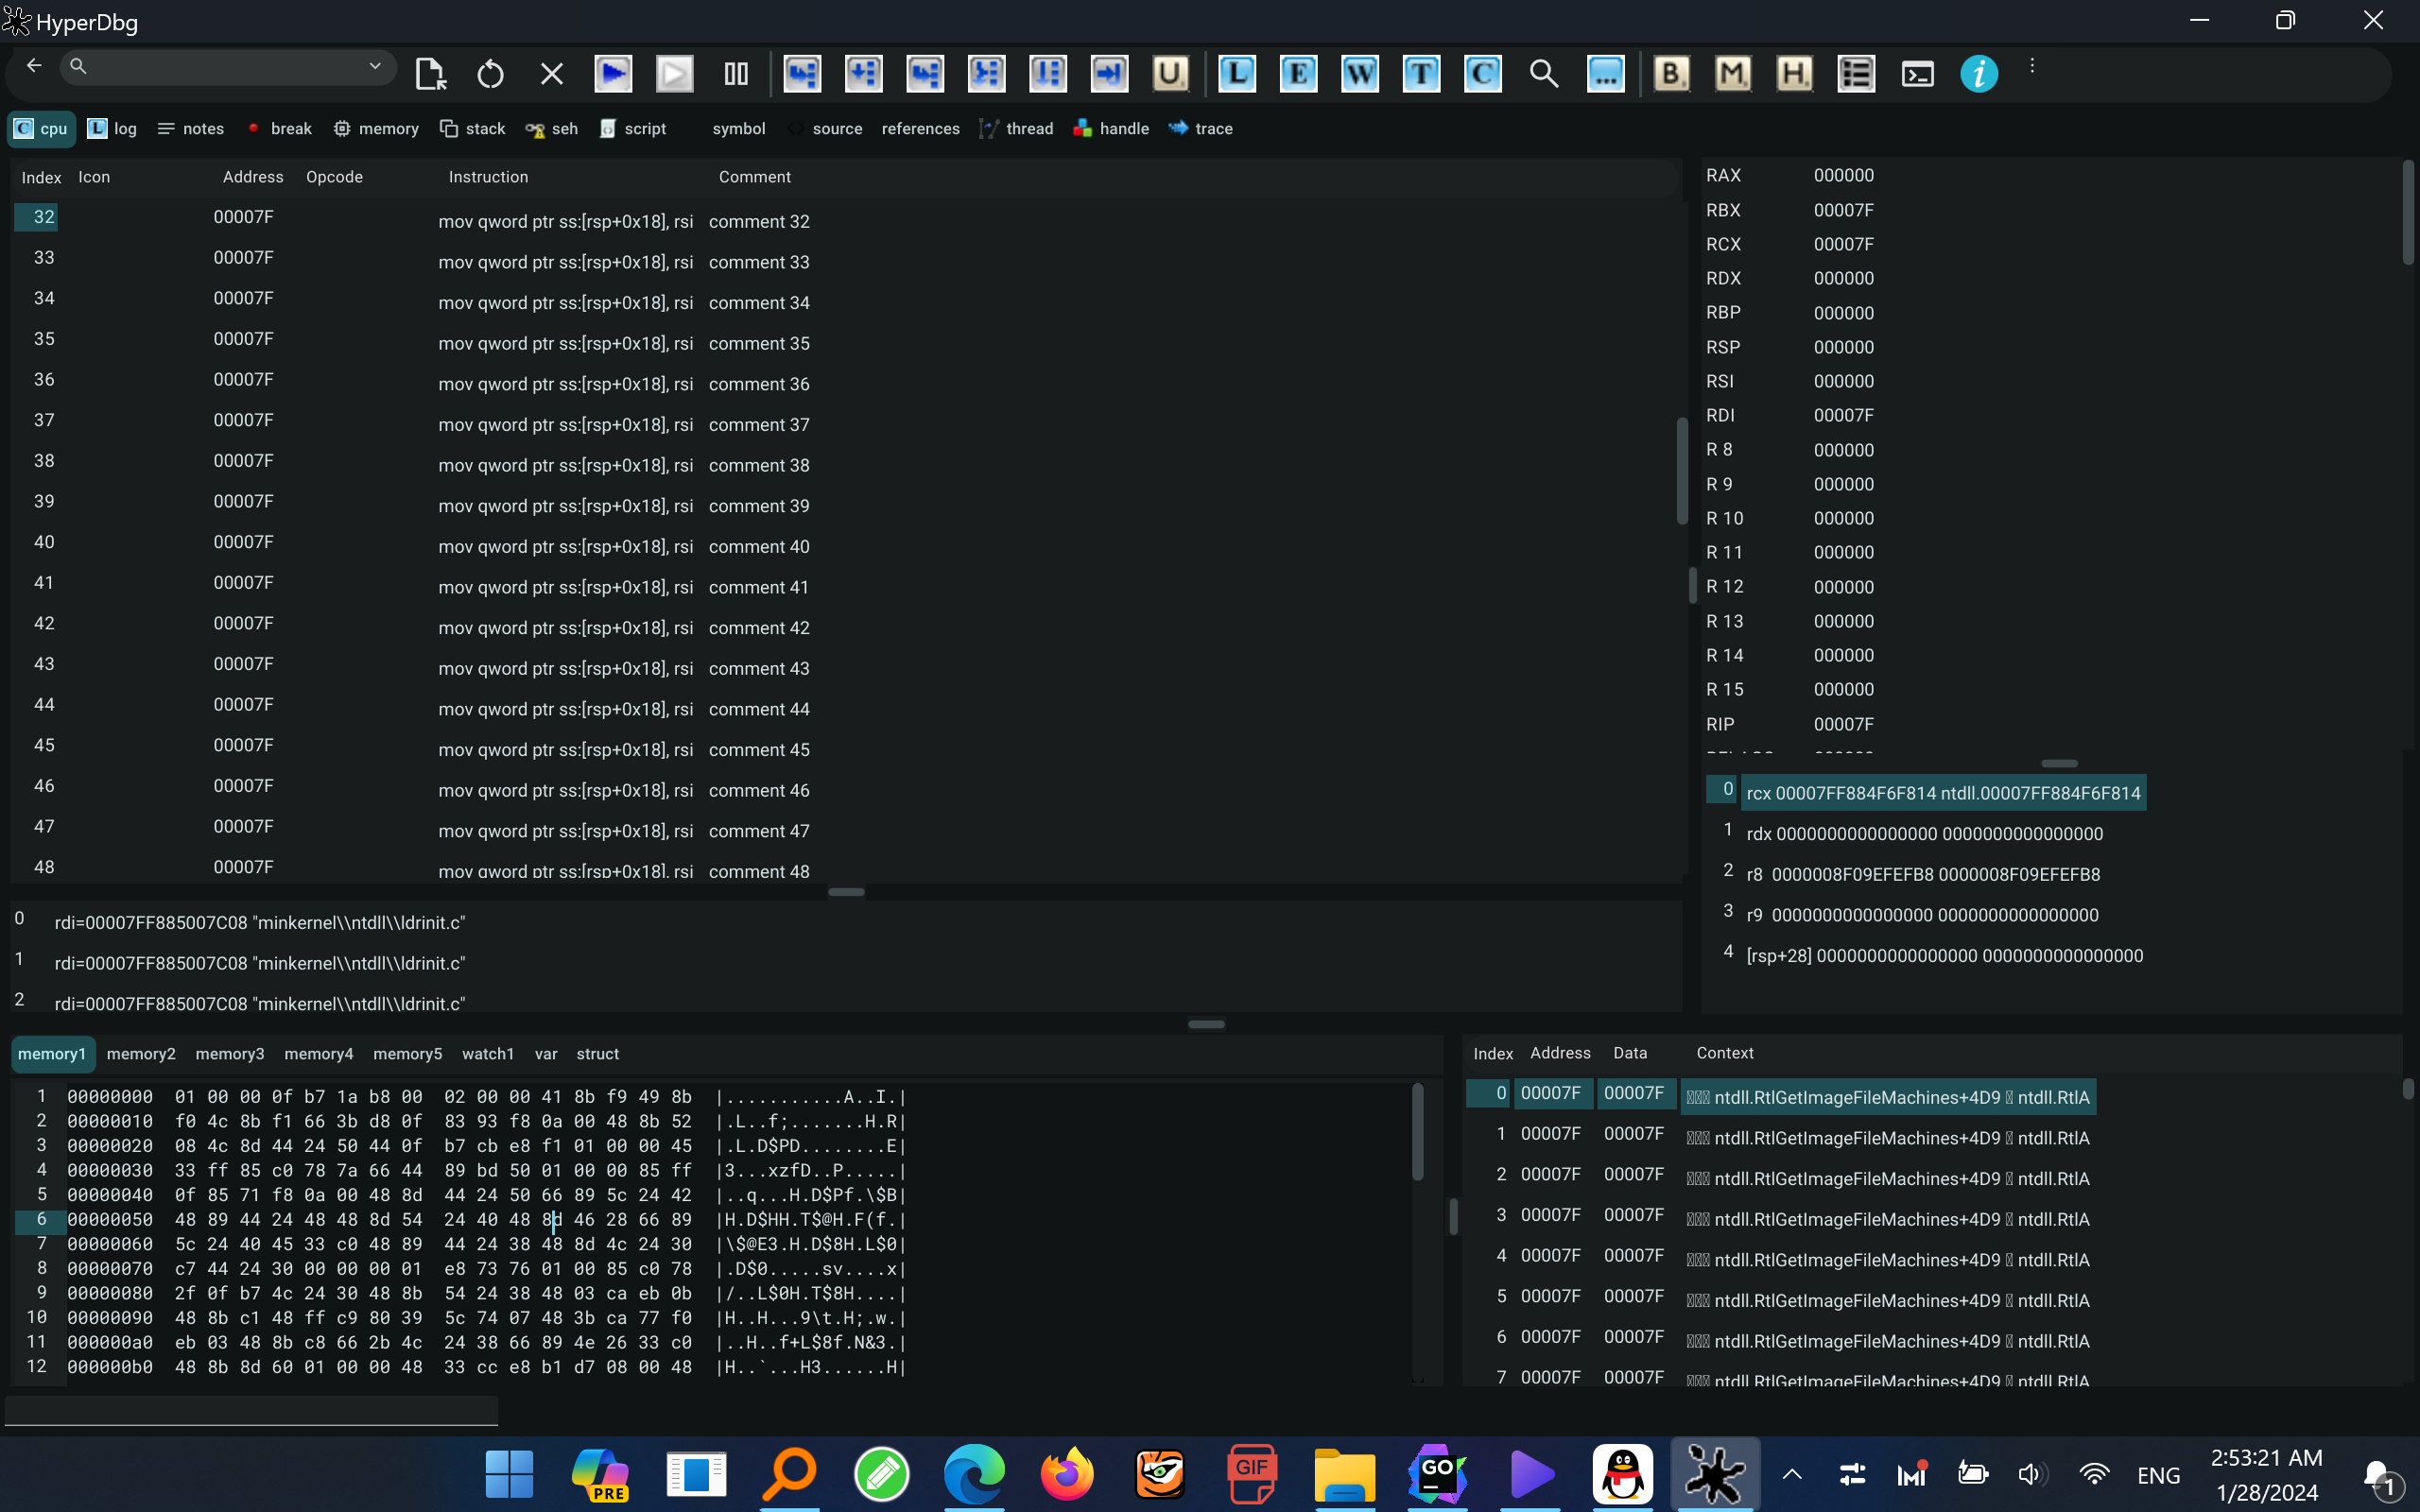 HyperDbg
U. L E W T C ... B. M. H. i
C cpu L log notes break memory stack seh script symbol source references thread handle trace
Index Icon Address Opcode Instruction Comment
32 00007F mov qword ptr ss:[rsp+0x18], rsi comment 32
33 00007F mov qword ptr ss:[rsp+0x18], rsi comment 33
34 00007F mov qword ptr ss:[rsp+0x18], rsi comment 34
35 00007F mov qword ptr ss:[rsp+0x18], rsi comment 35
36 00007F mov qword ptr ss:[rsp+0x18], rsi comment 36
37 00007F mov qword ptr ss:[rsp+0x18], rsi comment 37
38 00007F mov qword ptr ss:[rsp+0x18], rsi comment 38
39 00007F mov qword ptr ss:[rsp+0x18], rsi comment 39
40 00007F mov qword ptr ss:[rsp+0x18], rsi comment 40
41 00007F mov qword ptr ss:[rsp+0x18], rsi comment 41
42 00007F mov qword ptr ss:[rsp+0x18], rsi comment 42
43 00007F mov qword ptr ss:[rsp+0x18], rsi comment 43
44 00007F mov qword ptr ss:[rsp+0x18], rsi comment 44
45 00007F mov qword ptr ss:[rsp+0x18], rsi comment 45
46 00007F mov qword ptr ss:[rsp+0x18], rsi comment 46
47 00007F mov qword ptr ss:[rsp+0x18], rsi comment 47
48 00007F mov qword ptr ss:[rsp+0x18], rsi comment 48
RAX 000000
RBX 00007F
RCX 00007F
RDX 000000
RBP 000000
RSP 000000
RSI 000000
RDI 00007F
R 8 000000
R 9 000000
R 10 000000
R 11 000000
R 12 000000
R 13 000000
R 14 000000
R 15 000000
RIP 00007F
0 rcx 00007FF884F6F814 ntdll.00007FF884F6F814
1 rdx 0000000000000000 0000000000000000
2 r8 0000008F09EFEFB8 0000008F09EFEFB8
3 r9 0000000000000000 0000000000000000
4 [rsp+28] 0000000000000000 0000000000000000
0 rdi=00007FF885007C08 "minkernel\\ntdll\\ldrinit.c"
1 rdi=00007FF885007C08 "minkernel\\ntdll\\ldrinit.c"
2 rdi=00007FF885007C08 "minkernel\\ntdll\\ldrinit.c"
memory1 memory2 memory3 memory4 memory5 watch1 var struct
1 00000000 01 00 00 0f b7 1a b8 00 02 00 00 41 8b f9 49 8b |...........A..I.|
2 00000010 f0 4c 8b f1 66 3b d8 0f 83 93 f8 0a 00 48 8b 52 |.L..f;.......H.R|
3 00000020 08 4c 8d 44 24 50 44 0f b7 cb e8 f1 01 00 00 45 |.L.D$PD........E|
4 00000030 33 ff 85 c0 78 7a 66 44 89 bd 50 01 00 00 85 ff |3...xzfD..P.....|
5 00000040 0f 85 71 f8 0a 00 48 8d 44 24 50 66 89 5c 24 42 |..q...H.D$Pf.\$B|
6 00000050 48 89 44 24 48 48 8d 54 24 40 48 8d 46 28 66 89 |H.D$HH.T$@H.F(f.|
7 00000060 5c 24 40 45 33 c0 48 89 44 24 38 48 8d 4c 24 30 |\$@E3.H.D$8H.L$0|
8 00000070 c7 44 24 30 00 00 00 01 e8 73 76 01 00 85 c0 78 |.D$0.....sv....x|
9 00000080 2f 0f b7 4c 24 30 48 8b 54 24 38 48 03 ca eb 0b |/..L$0H.T$8H....|
10 00000090 48 8b c1 48 ff c9 80 39 5c 74 07 48 3b ca 77 f0 |H..H...9\t.H;.w.|
11 000000a0 eb 03 48 8b c8 66 2b 4c 24 38 66 89 4e 26 33 c0 |..H..f+L$8f.N&3.|
12 000000b0 48 8b 8d 60 01 00 00 48 33 cc e8 b1 d7 08 00 48 |H..`...H3......H|
Index Address Data Context
0 00007F 00007F ntdll.RtlGetImageFileMachines+4D9 ntdll.RtlA
1 00007F 00007F ntdll.RtlGetImageFileMachines+4D9 ntdll.RtlA
2 00007F 00007F ntdll.RtlGetImageFileMachines+4D9 ntdll.RtlA
3 00007F 00007F ntdll.RtlGetImageFileMachines+4D9 ntdll.RtlA
4 00007F 00007F ntdll.RtlGetImageFileMachines+4D9 ntdll.RtlA
5 00007F 00007F ntdll.RtlGetImageFileMachines+4D9 ntdll.RtlA
6 00007F 00007F ntdll.RtlGetImageFileMachines+4D9 ntdll.RtlA
7 00007F 00007F ntdll.RtlGetImageFileMachines+4D9 ntdll.RtlA
PRE GIF GO ENG 2:53:21 AM
1/28/2024 1